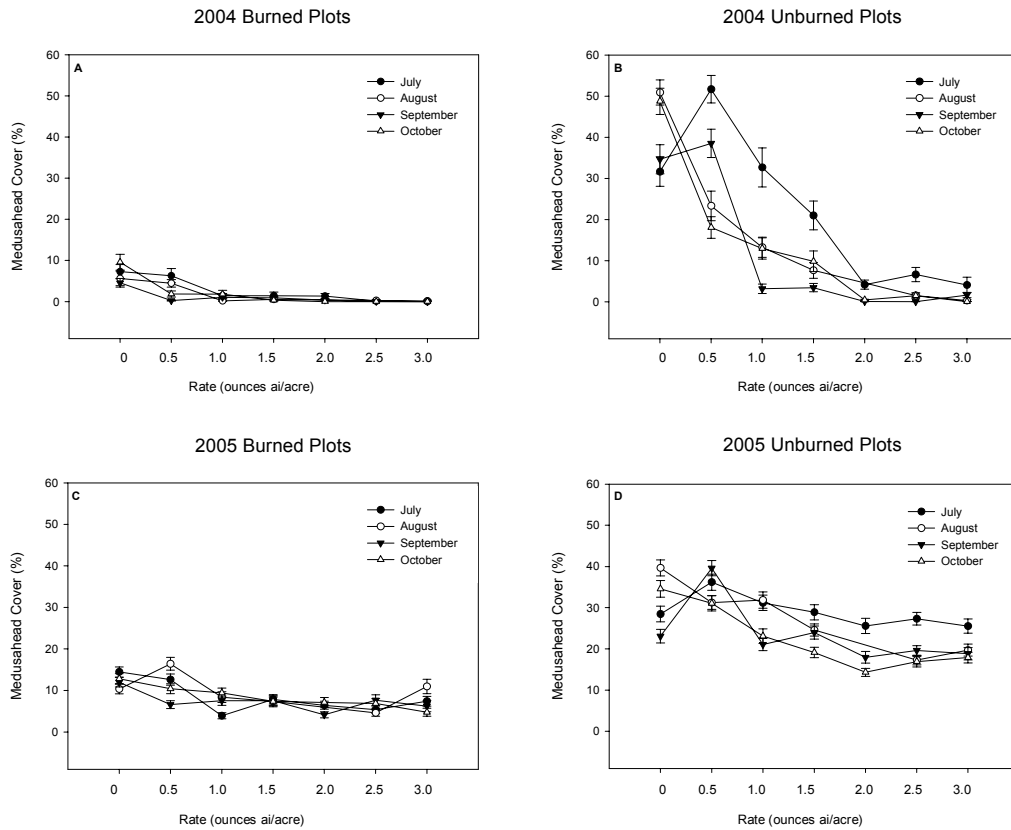 2004 Burned Plots
A
60
50
40
30
20
10
0
Medusahead Cover (%)
July
August
September
October
0 0.5 1.0 1.5 2.0 2.5 3.0
Rate (ounces ai/acre)
2004 Unburned Plots
B
60
50
40
30
20
10
0
Medusahead Cover (%)
July
August
September
October
0 0.5 1.0 1.5 2.0 2.5 3.0
Rate (ounces ai/acre)
2005 Burned Plots
C
60
50
40
30
20
10
0
Medusahead Cover (%)
July
August
September
October
0 0.5 1.0 1.5 2.0 2.5 3.0
Rate (ounces ai/acre)
2005 Unburned Plots
D
60
50
40
30
20
10
0
Medusahead Cover (%)
July
August
September
October
0 0.5 1.0 1.5 2.0 2.5 3.0
Rate (ounces ai/acre)